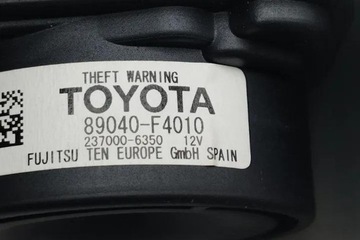 THEFT WARNING
TOYOTA
89040-F4010
237000-6350 12V
FUJITSU TEN EUROPE GmbH SPAIN